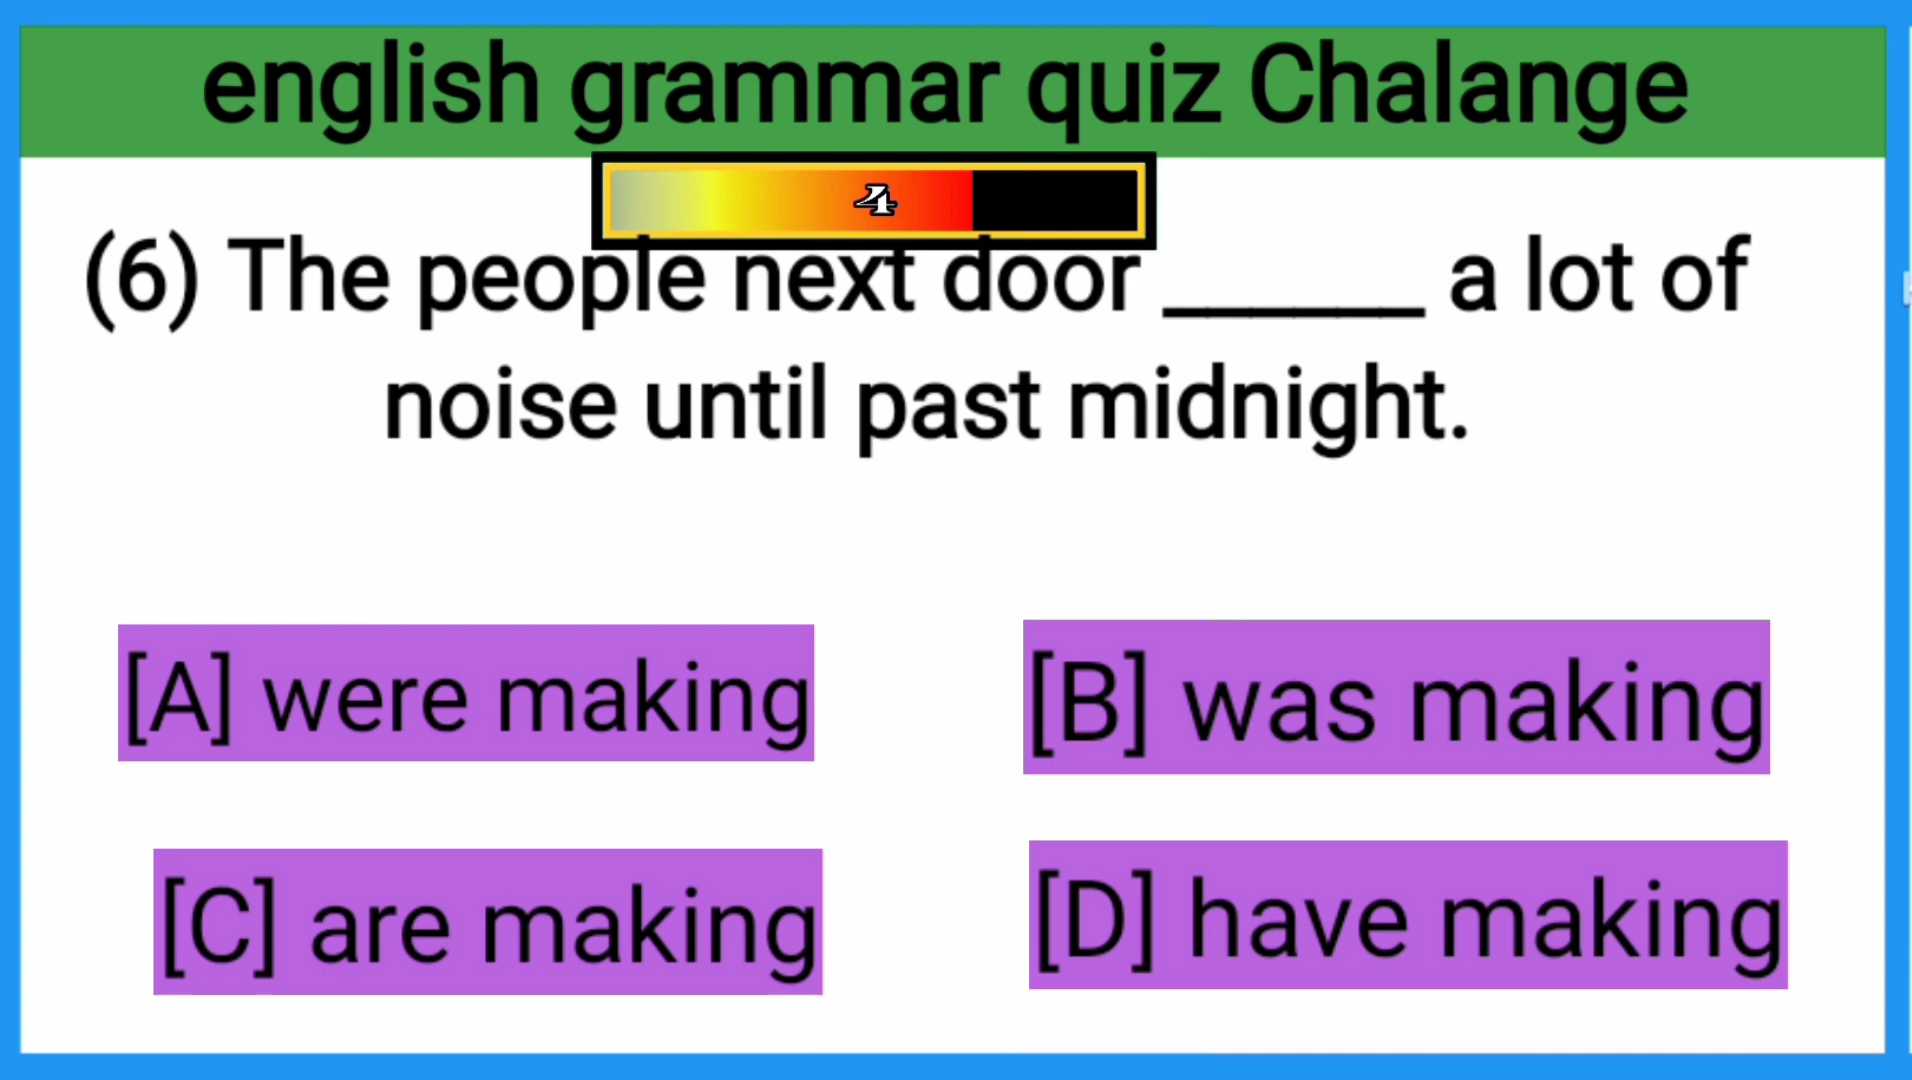 english grammar quiz Chalange
4
(6) The people next door ______ a lot of
noise until past midnight.
[A] were making
[B] was making
[C] are making
[D] have making